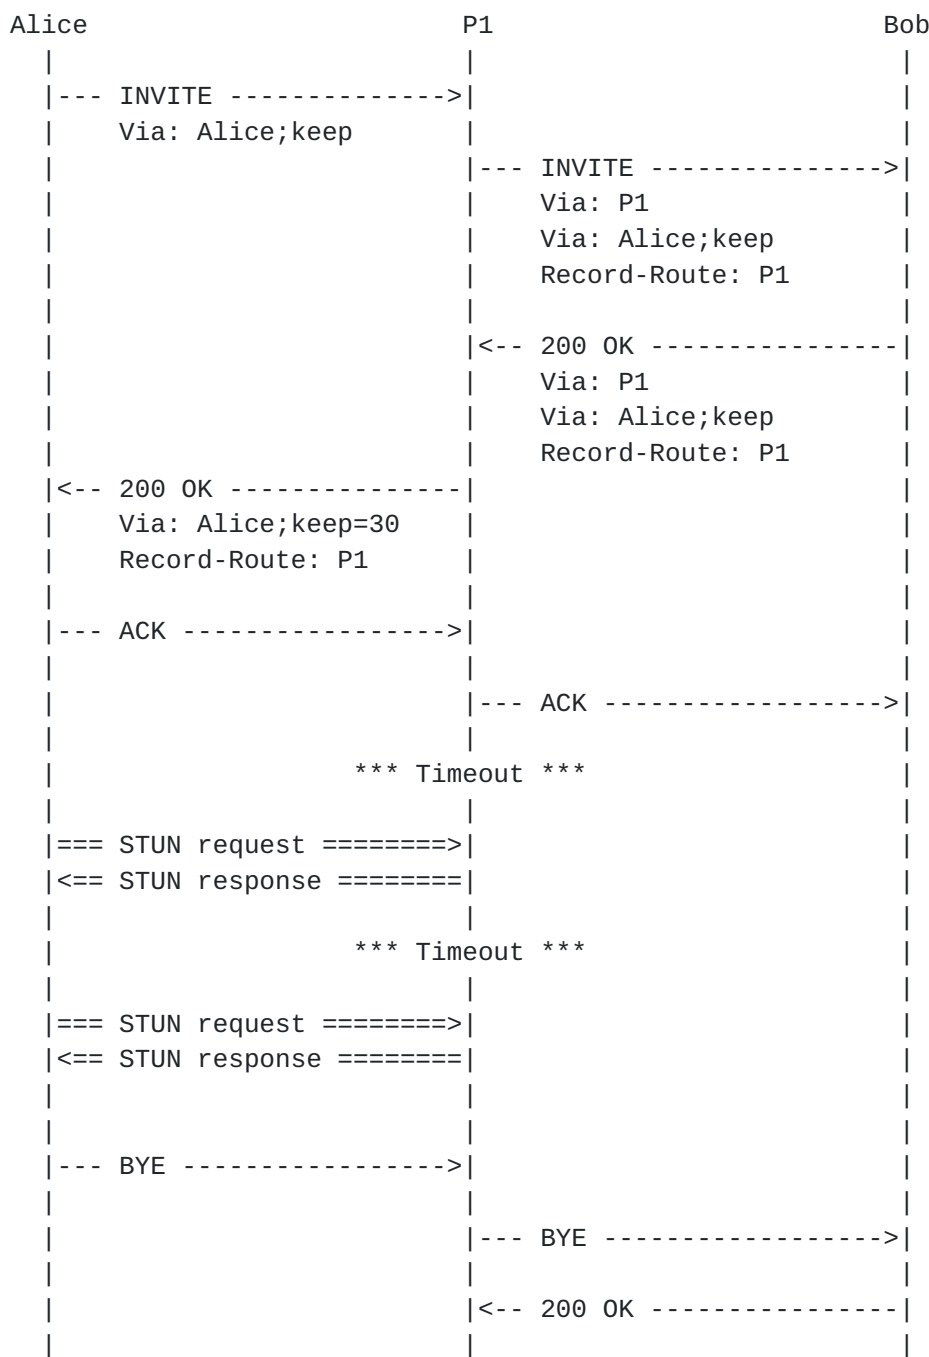 Alice                         P1                         Bob
  |                           |                           |
  |--- INVITE -------------->|                           |
  |    Via: Alice;keep        |                           |
  |                           |--- INVITE --------------->|
  |                           |    Via: P1                |
  |                           |    Via: Alice;keep        |
  |                           |    Record-Route: P1       |
  |                           |                           |
  |                           |<-- 200 OK ----------------|
  |                           |    Via: P1                |
  |                           |    Via: Alice;keep        |
  |                           |    Record-Route: P1       |
  |<-- 200 OK ---------------|                           |
  |    Via: Alice;keep=30     |                           |
  |    Record-Route: P1       |                           |
  |                           |                           |
  |--- ACK ----------------->|                           |
  |                           |                           |
  |                           |--- ACK ------------------>|
  |                           |                           |
  |                   *** Timeout ***                     |
  |                           |                           |
  |=== STUN request ========>|                           |
  |<== STUN response ========|                           |
  |                           |                           |
  |                   *** Timeout ***                     |
  |                           |                           |
  |=== STUN request ========>|                           |
  |<== STUN response ========|                           |
  |                           |                           |
  |                           |                           |
  |--- BYE ----------------->|                           |
  |                           |                           |
  |                           |--- BYE ------------------>|
  |                           |                           |
  |                           |<-- 200 OK ----------------|
  |                           |                           |